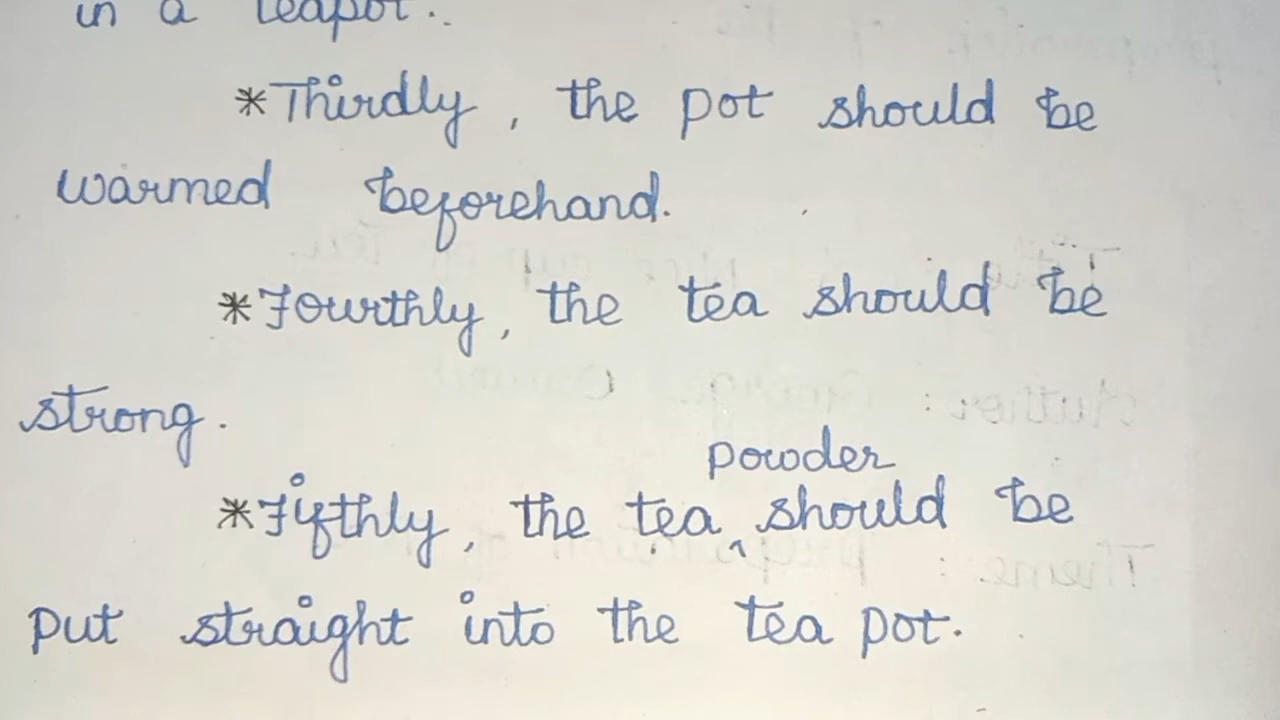 in a teapot.
*Thirdly, the pot should be
warmed beforehand.
*Fourthly, the tea should be
strong.
powder
*Fifthly, the tea ^ should be
put straight into the tea pot.